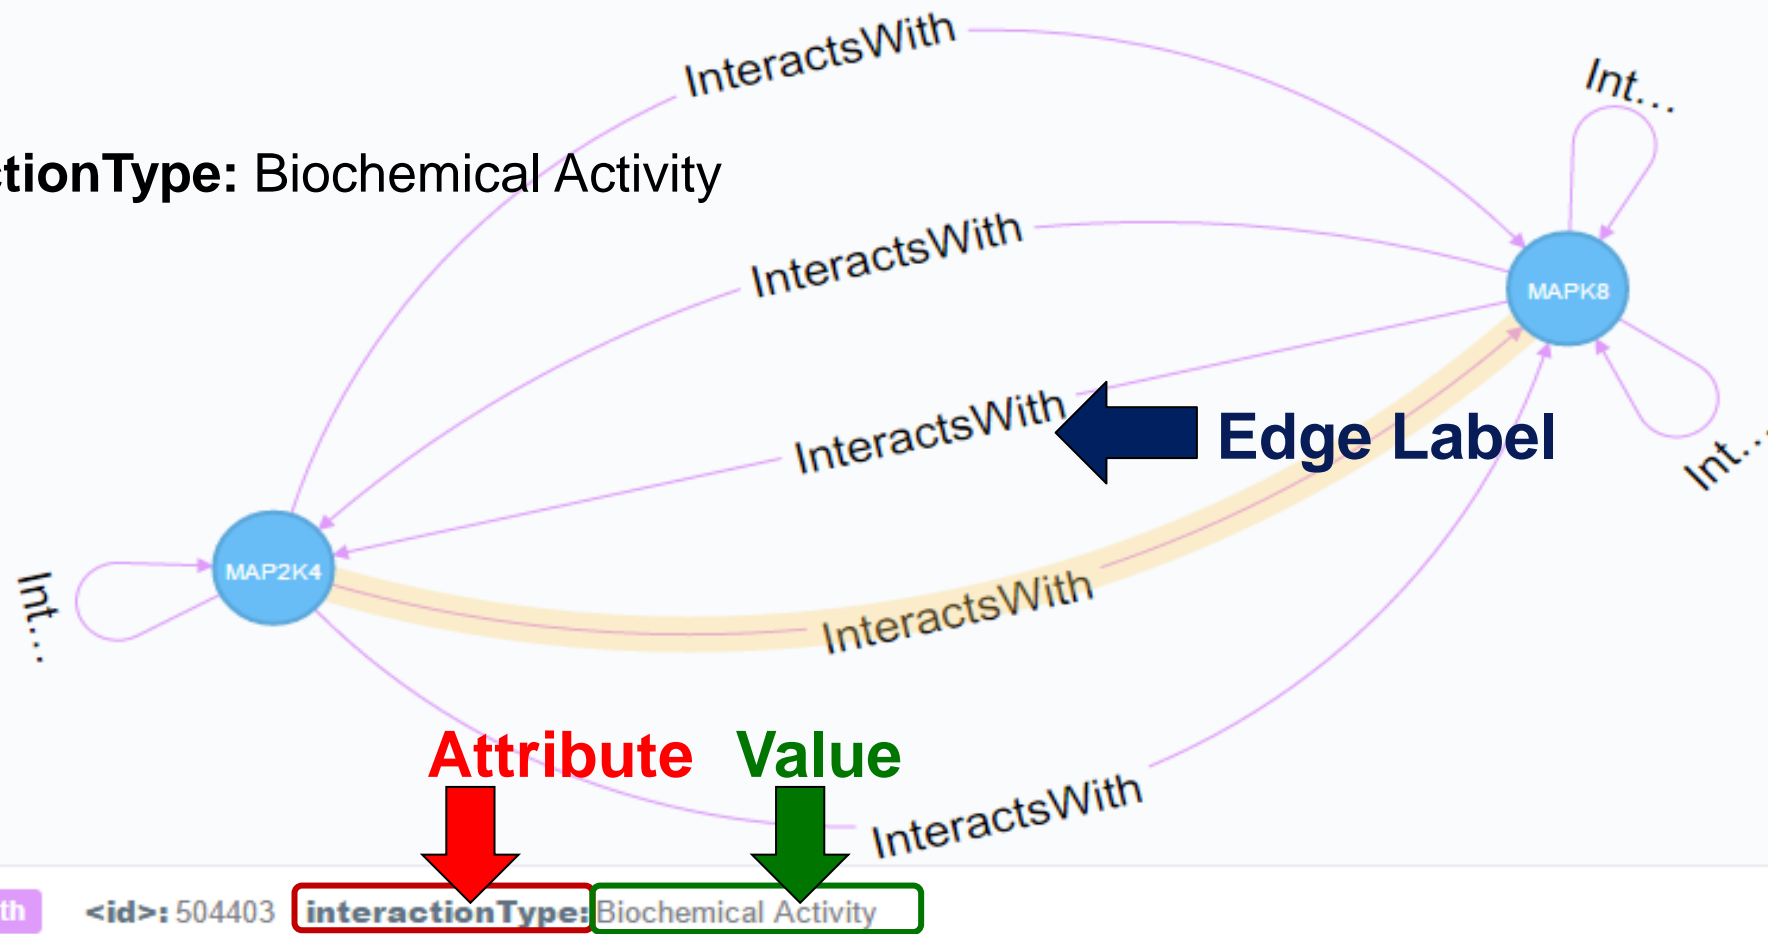 InteractsWith
Int...
ctionType: Biochemical Activity
InteractsWith
MAPK8
InteractsWith
Edge Label
Int...
MAP2K4
Int...
InteractsWith
Attribute Value
InteractsWith
th <id>: 504403 interactionType: Biochemical Activity